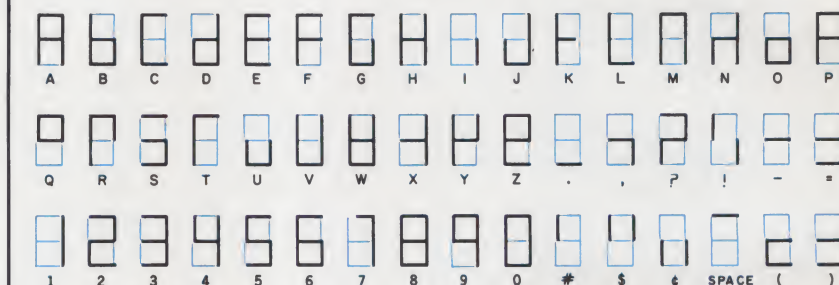 A B C D E F G H I J K L M N O P
Q R S T U V W X Y Z . , ? ! - =
1 2 3 4 5 6 7 8 9 0 # $ ¢ SPACE ( )